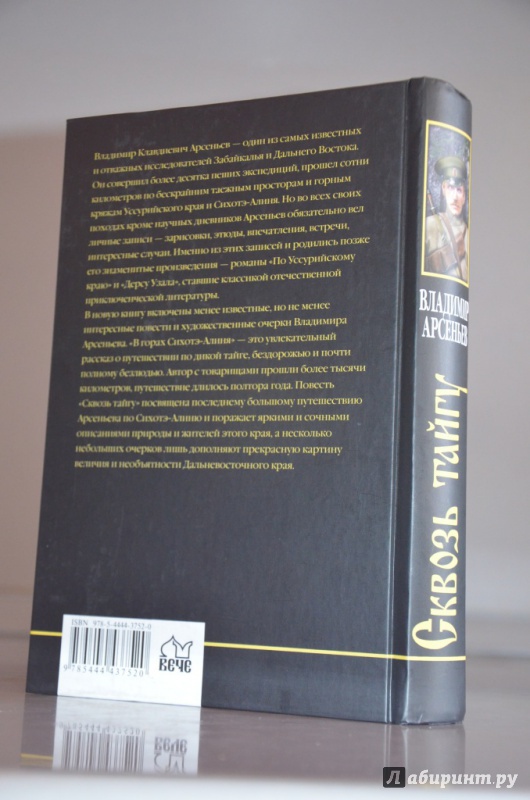 Владимир Клавдиевич Арсеньев — один из самых известных
и отважных исследователей Забайкалья и Дальнего Востока.
Он совершил более десятка пеших экспедиций, прошел сотни
километров по бескрайним таежным просторам и горным
кряжам Уссурийского края и Сихотэ-Алиня. Но во всех своих
походах кроме научных дневников Арсеньев обязательно вел
личные записи — зарисовки, этюды, впечатления, встречи,
интересные случаи. Именно из этих записей и родились позже
его знаменитые произведения — романы "По Уссурийскому
краю" и «Дерсу Узала», ставшие классикой отечественной
приключенческой литературы.
В новую книгу включены менее известные, но не менее
интересные повести и художественные очерки Владимира
Арсеньева. «В горах Сихотэ-Алиня» — это увлекательный
рассказ о путешествии по дикой тайге, бездорожью и почти
полному безлюдью. Автор с товарищами прошли более тысячи
километров, путешествие длилось полтора года. Повесть
«Сквозь тайгу» посвящена последнему большому путешествию
Арсеньева по Сихотэ-Алиню и поражает яркими и сочными
описаниями природы и жителей этого края, а несколько
небольших очерков лишь дополняют прекрасную картину
величия и необъятности Дальневосточного края.
ISBN 978-5-4444-3752-0
9 785444 437520
ВЕЧЕ
ВЛАДИМИР
АРСЕНЬЕВ
Сквозь тайгу
Лабиринт.ру